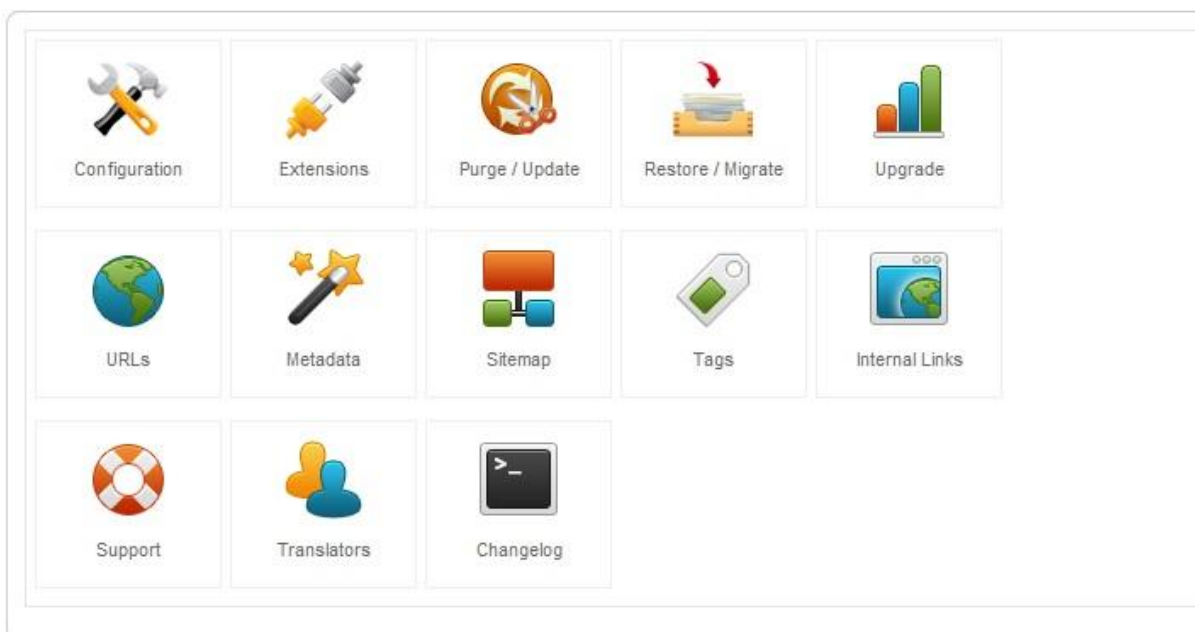 Configuration Extensions Purge / Update Restore / Migrate Upgrade
URLs Metadata Sitemap Tags Internal Links
>_
Support Translators Changelog